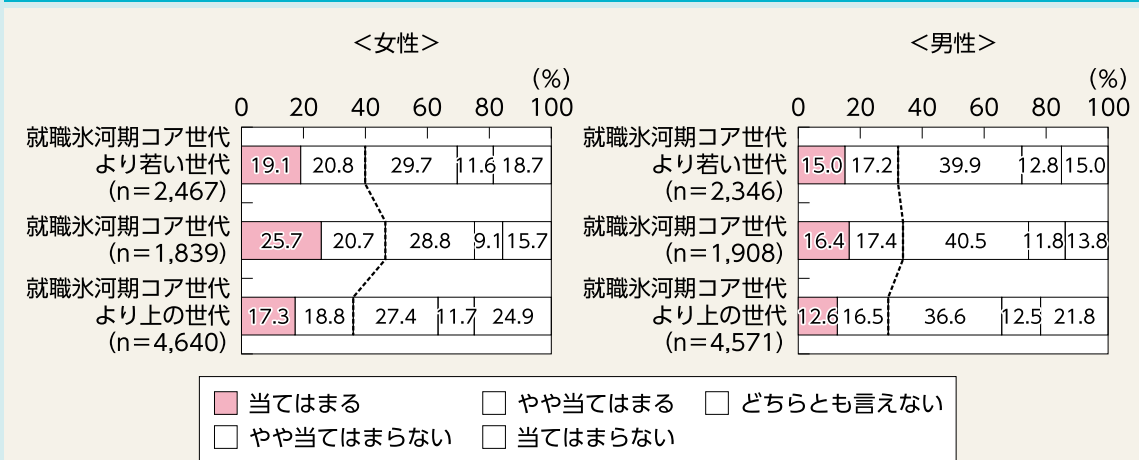 ＜女性＞
(%)
0 20 40 60 80 100
就職氷河期コア世代
より若い世代
(n＝2,467)
19.1 20.8 29.7 11.6 18.7
就職氷河期コア世代
(n＝1,839)
25.7 20.7 28.8 9.1 15.7
就職氷河期コア世代
より上の世代
(n＝4,640)
17.3 18.8 27.4 11.7 24.9
＜男性＞
(%)
0 20 40 60 80 100
就職氷河期コア世代
より若い世代
(n＝2,346)
15.0 17.2 39.9 12.8 15.0
就職氷河期コア世代
(n＝1,908)
16.4 17.4 40.5 11.8 13.8
就職氷河期コア世代
より上の世代
(n＝4,571)
12.6 16.5 36.6 12.5 21.8
当てはまる やや当てはまる どちらとも言えない
やや当てはまらない 当てはまらない